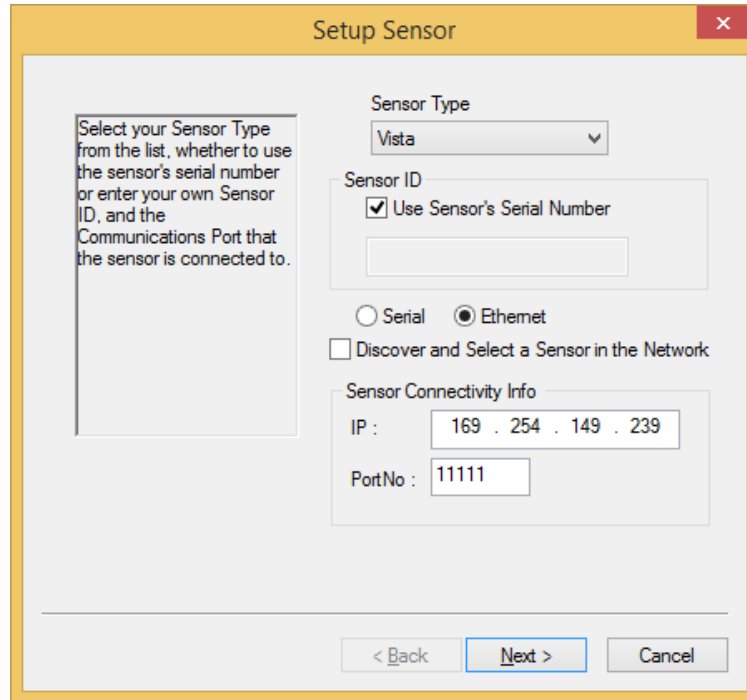 Setup Sensor
Select your Sensor Type
from the list, whether to use
the sensor's serial number
or enter your own Sensor
ID, and the
Communications Port that
the sensor is connected to.
Sensor Type
Vista
Sensor ID
Use Sensor's Serial Number
Serial
Ethernet
Discover and Select a Sensor in the Network
Sensor Connectivity Info
IP : 169 . 254 . 149 . 239
PortNo : 11111
< Back
Next >
Cancel